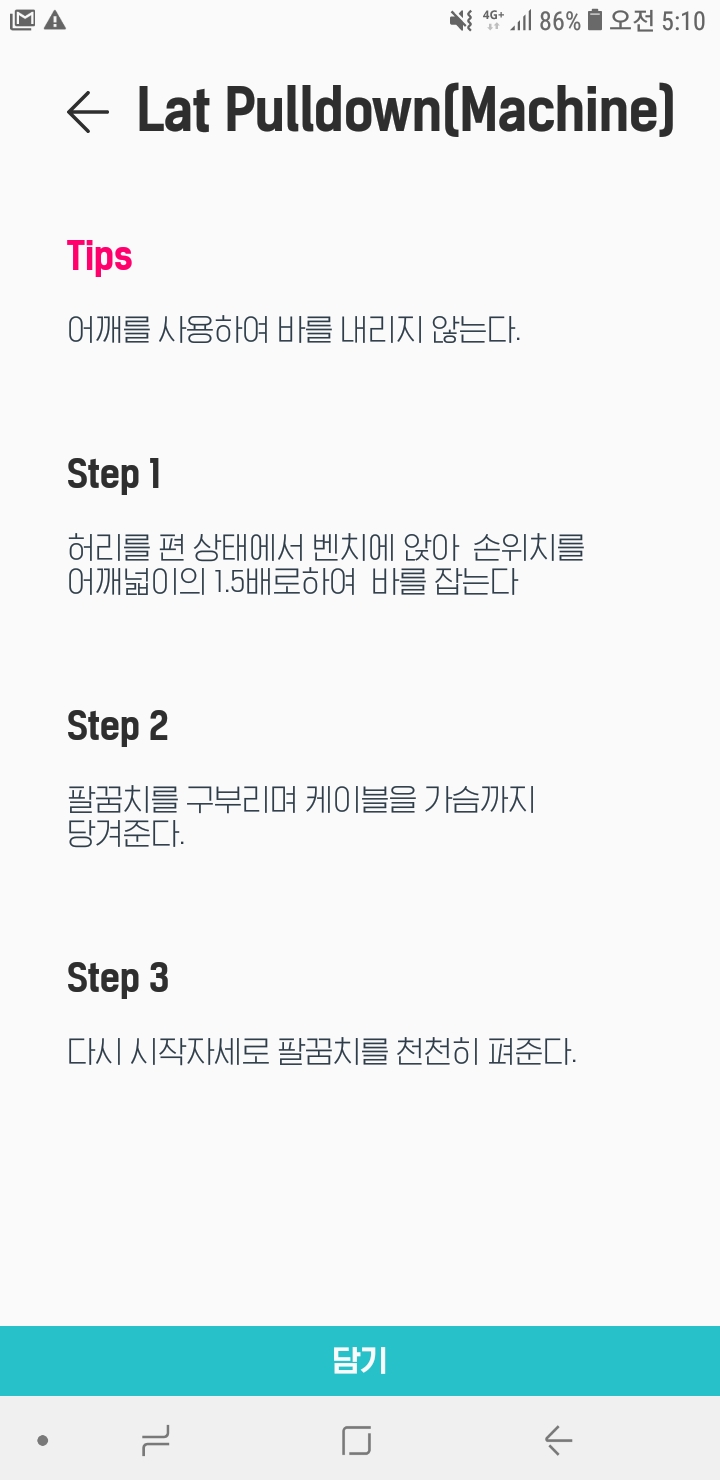 4G+ 86% 오전 5:10
Lat Pulldown(Machine)
Tips
어깨를 사용하여 바를 내리지 않는다.
Step 1
허리를 편 상태에서 벤치에 앉아 손위치를
어깨넓이의 1.5배로하여 바를 잡는다
Step 2
팔꿈치를 구부리며 케이블을 가슴까지
당겨준다.
Step 3
다시 시작자세로 팔꿈치를 천천히 펴준다.
담기